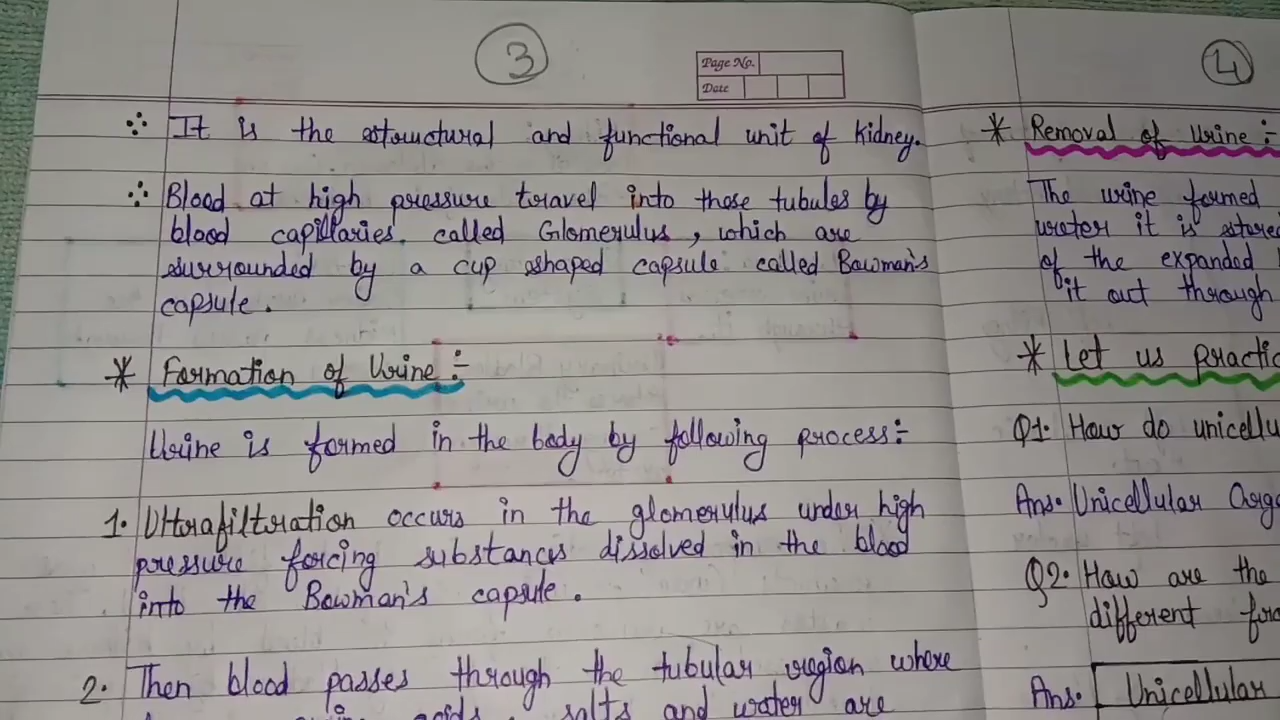 3
Page No.
Date
∵ It is the structural and functional unit of Kidney.
∵ Blood at high pressure travel into these tubules by
blood capillaries, called Glomerulus, which are
surrounded by a cup shaped capsule called Bowman's
capsule.
* Formation of Urine :-
Urine is formed in the body by following process :-
1. Ultrafiltration occurs in the glomerulus under high
pressure forcing substances dissolved in the blood
into the Bowman's capsule.
2. Then blood passes through the tubular region where
acids, salts and water are
4
* Removal of Urine :-
The urine formed
ureter it is stored
of the expanded
it out through
* Let us practic
Q1. How do unicellu
Ans. Unicellular Orga
Q2. How are the
different fro
Ans. Unicellular